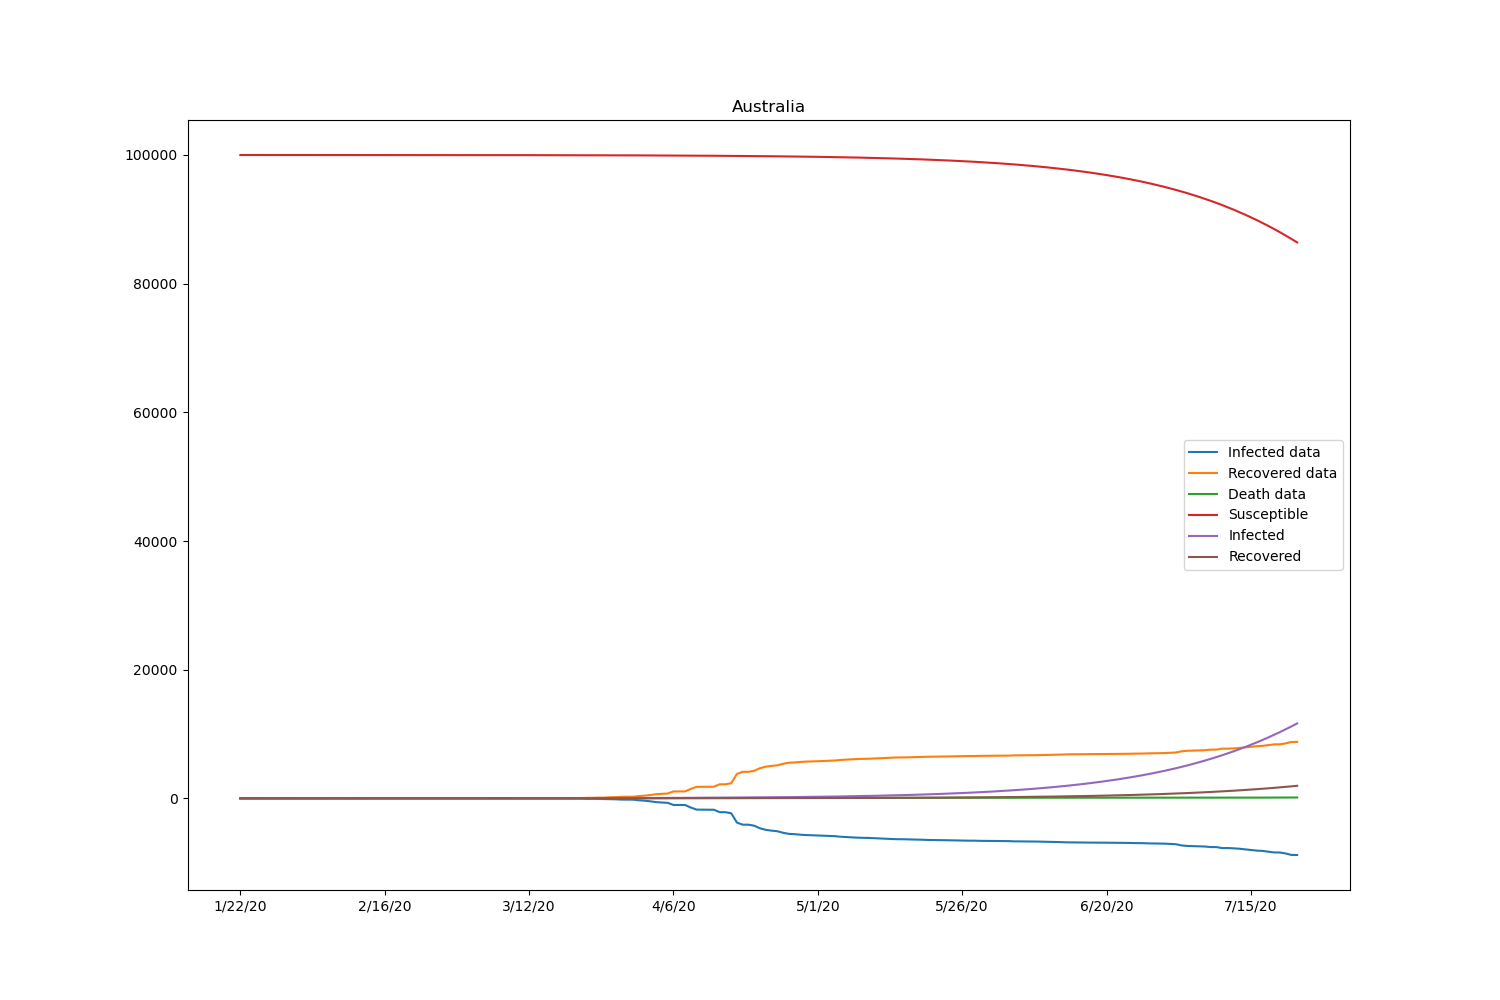 Australia
100000
80000
60000
40000
20000
0
1/22/20
2/16/20
3/12/20
4/6/20
5/1/20
5/26/20
6/20/20
7/15/20
Infected data
Recovered data
Death data
Susceptible
Infected
Recovered